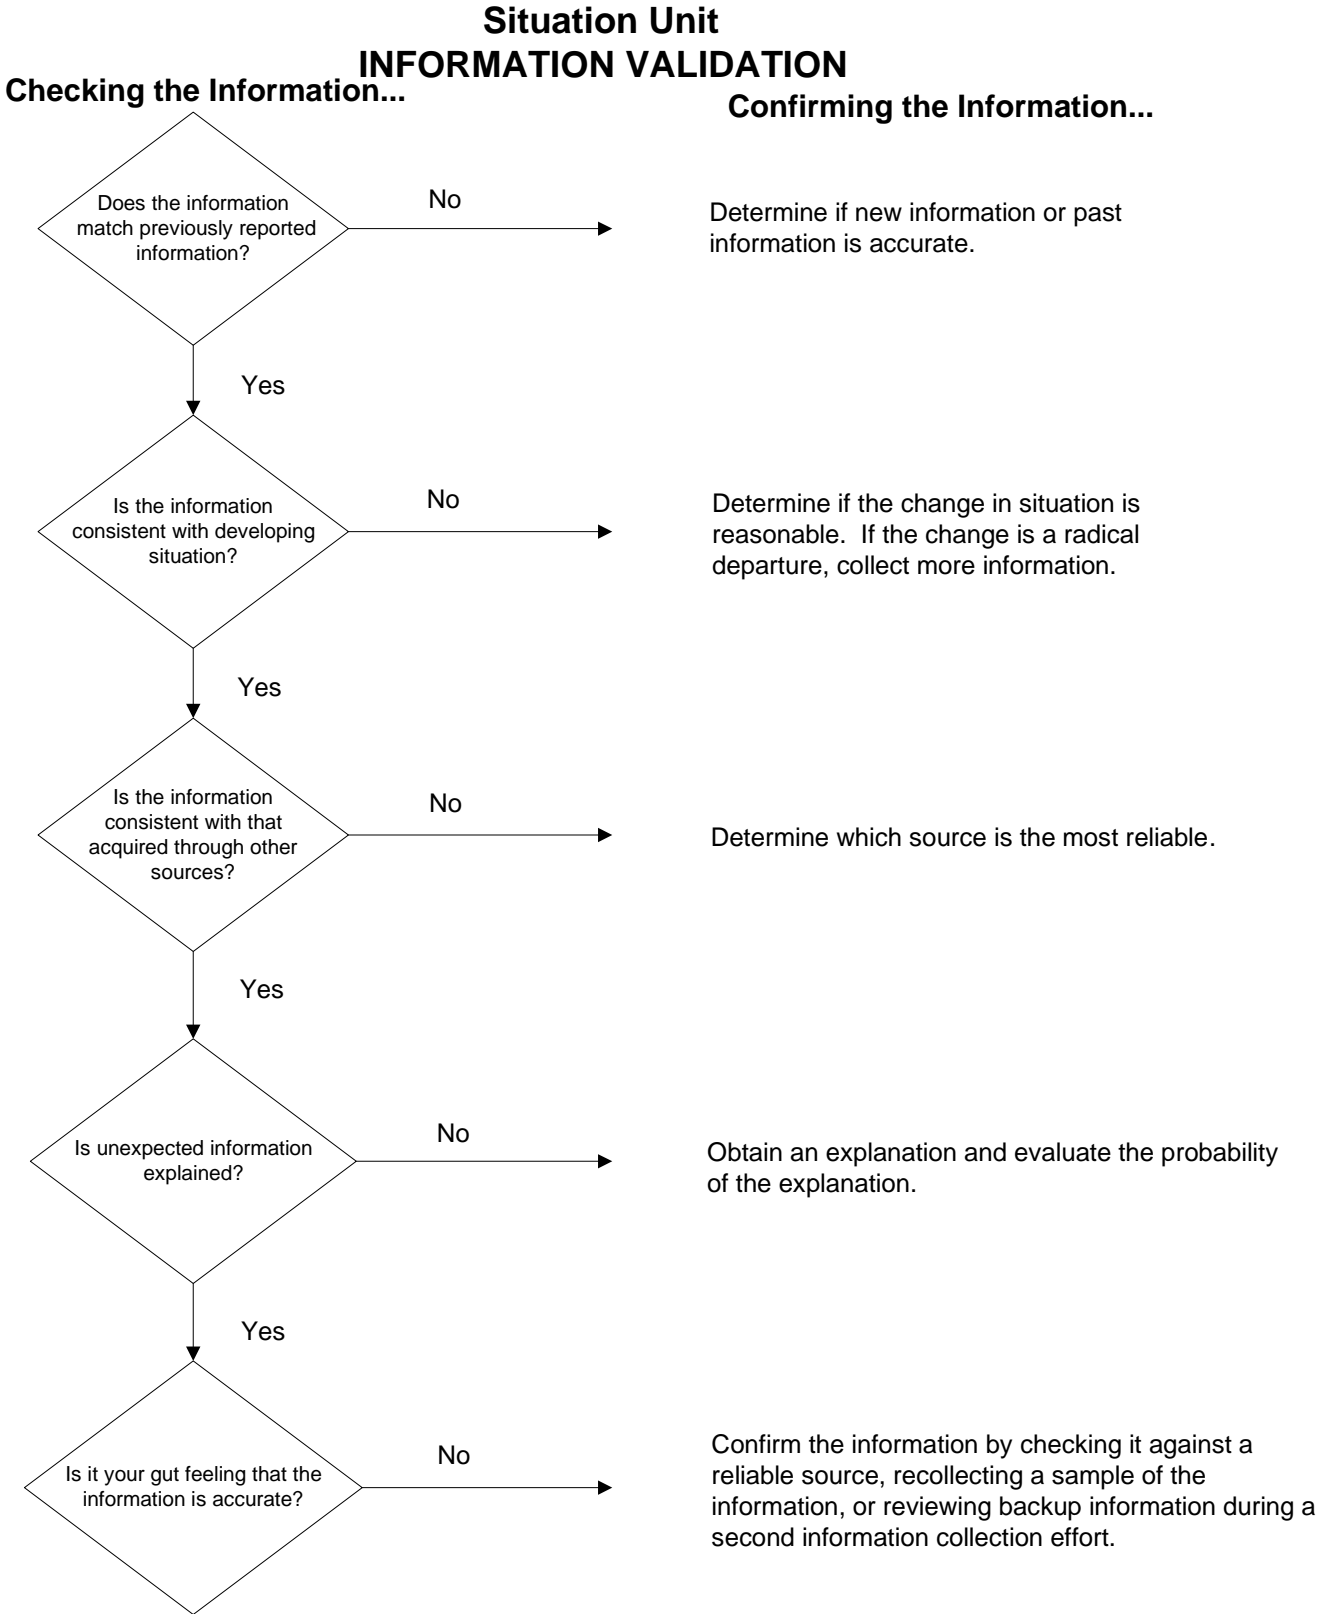 Situation Unit
INFORMATION VALIDATION
Checking the Information...
Confirming the Information...
Does the information
match previously reported
information?
No
Determine if new information or past
information is accurate.
Yes
Is the information
consistent with developing
situation?
No
Determine if the change in situation is
reasonable.  If the change is a radical
departure, collect more information.
Yes
Is the information
consistent with that
acquired through other
sources?
No
Determine which source is the most reliable.
Yes
Is unexpected information
explained?
No
Obtain an explanation and evaluate the probability
of the explanation.
Yes
Is it your gut feeling that the
information is accurate?
No
Confirm the information by checking it against a
reliable source, recollecting a sample of the
information, or reviewing backup information during a
second information collection effort.